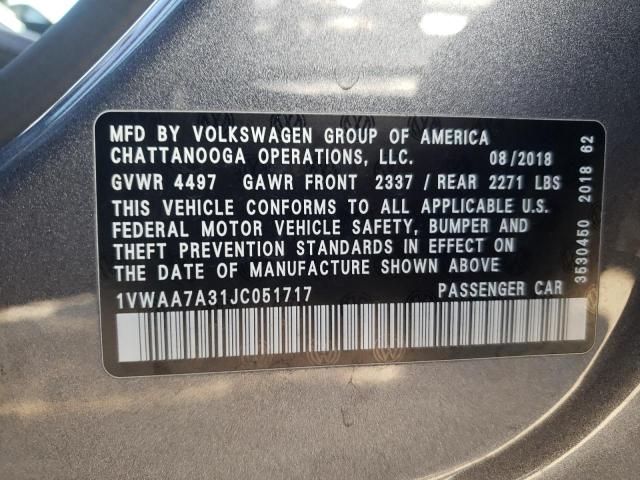 MFD BY VOLKSWAGEN GROUP OF AMERICA
CHATTANOOGA OPERATIONS, LLC. 08/2018
GVWR 4497 GAWR FRONT 2337 / REAR 2271 LBS
THIS VEHICLE CONFORMS TO ALL APPLICABLE U.S.
FEDERAL MOTOR VEHICLE SAFETY, BUMPER AND
THEFT PREVENTION STANDARDS IN EFFECT ON
THE DATE OF MANUFACTURE SHOWN ABOVE
1VWAA7A31JC051717 PASSENGER CAR
3530450 2018 62